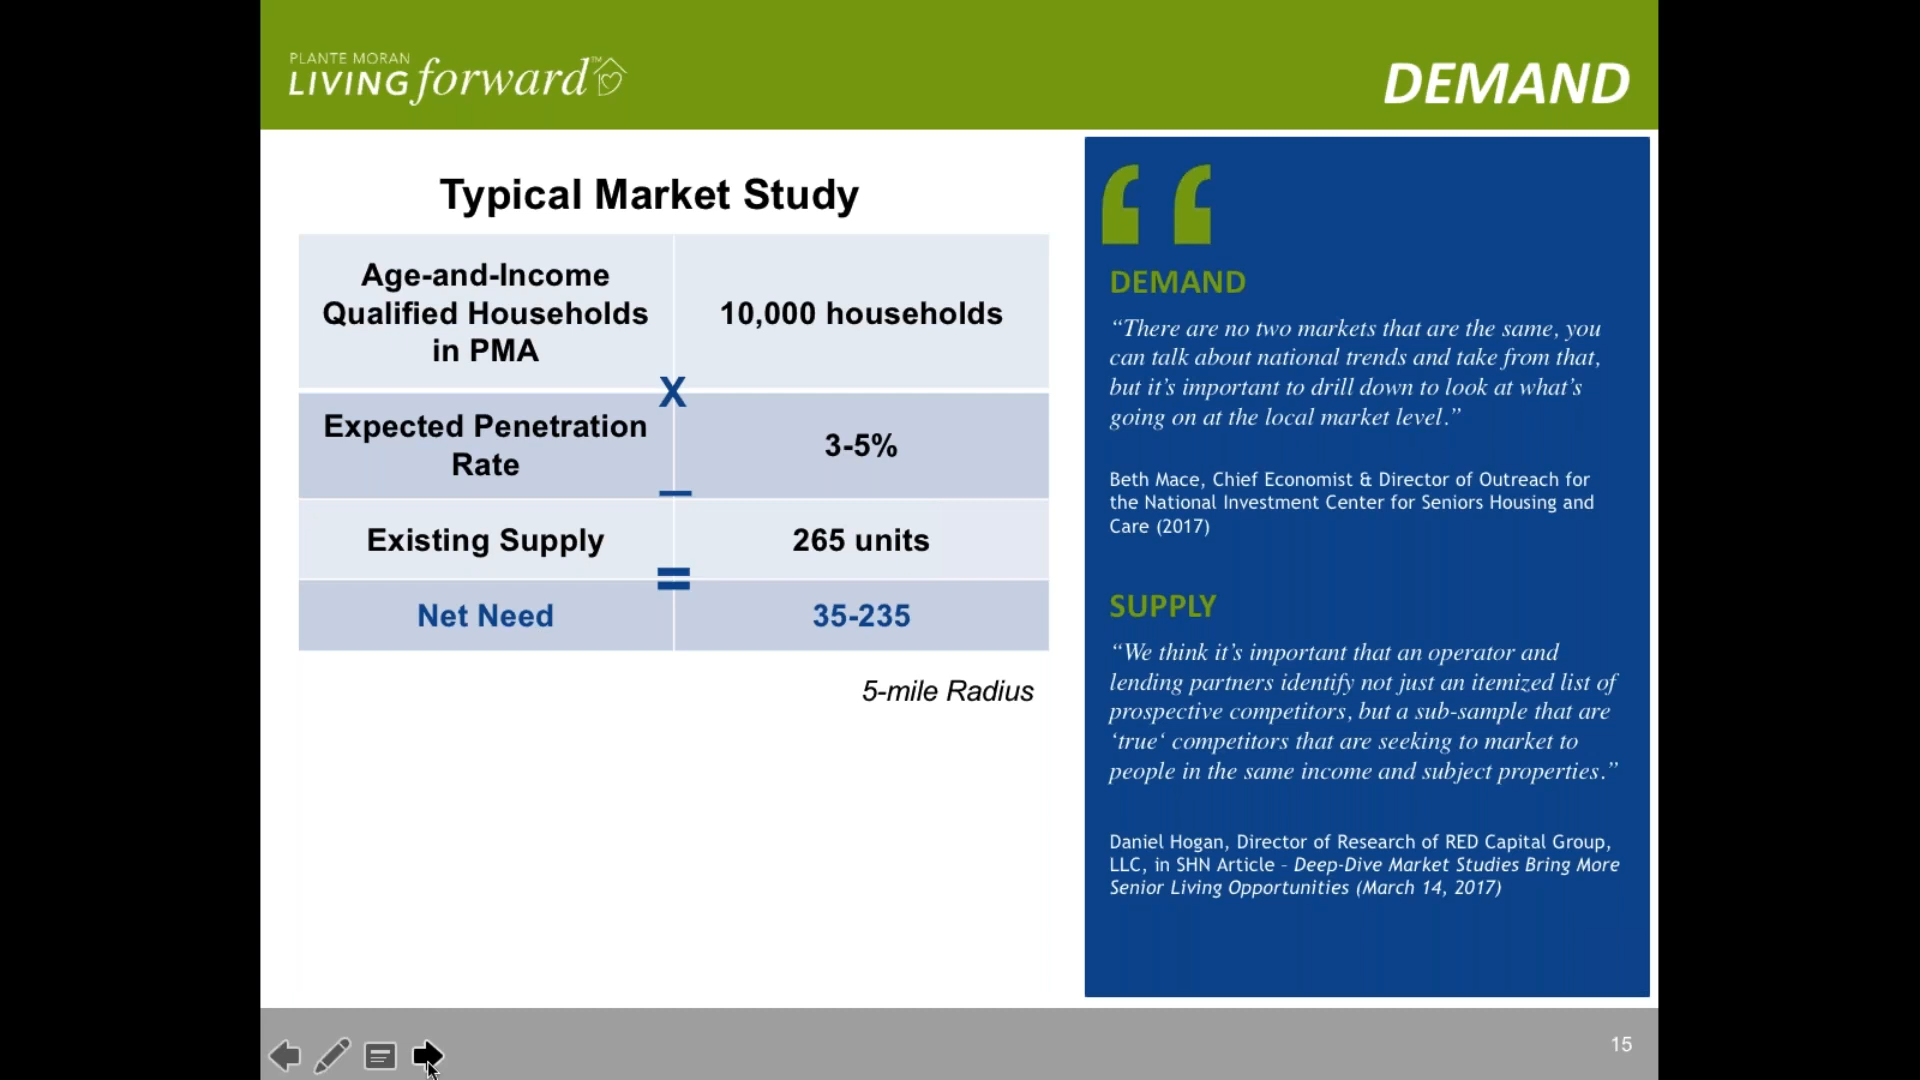 PLANTE MORAN
LIVING forward™
DEMAND
Typical Market Study
Age-and-Income
Qualified Households
in PMA
10,000 households
X
Expected Penetration
Rate
3-5%
–
Existing Supply
265 units
=
Net Need
35-235
5-mile Radius
“
DEMAND
“There are no two markets that are the same, you
can talk about national trends and take from that,
but it’s important to drill down to look at what’s
going on at the local market level.”
Beth Mace, Chief Economist & Director of Outreach for
the National Investment Center for Seniors Housing and
Care (2017)
SUPPLY
“We think it’s important that an operator and
lending partners identify not just an itemized list of
prospective competitors, but a sub-sample that are
‘true‘ competitors that are seeking to market to
people in the same income and subject properties.”
Daniel Hogan, Director of Research of RED Capital Group,
LLC, in SHN Article – Deep-Dive Market Studies Bring More
Senior Living Opportunities (March 14, 2017)
15